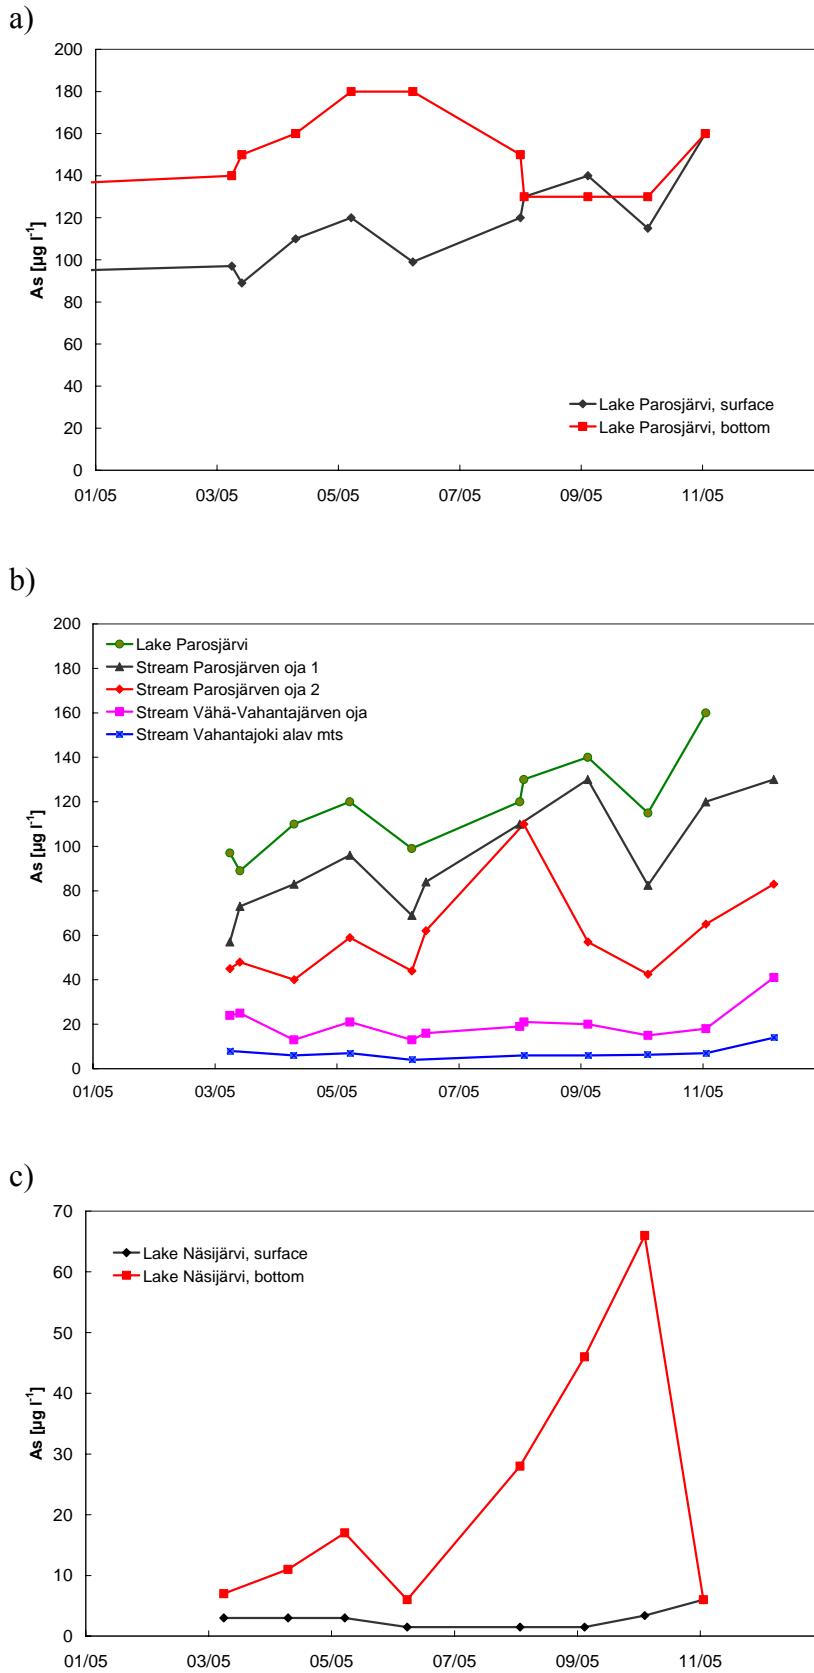 a)
200
180
160
140
120
100
80
60
40
20
0
As [µg l⁻¹]
Lake Parosjärvi, surface
Lake Parosjärvi, bottom
01/05 03/05 05/05 07/05 09/05 11/05
b)
200
180
160
140
120
100
80
60
40
20
0
As [µg l⁻¹]
Lake Parosjärvi
Stream Parosjärven oja 1
Stream Parosjärven oja 2
Stream Vähä-Vahantajärven oja
Stream Vahantajoki alav mts
01/05 03/05 05/05 07/05 09/05 11/05
c)
70
60
50
40
30
20
10
0
As [µg l⁻¹]
Lake Näsijärvi, surface
Lake Näsijärvi, bottom
01/05 03/05 05/05 07/05 09/05 11/05